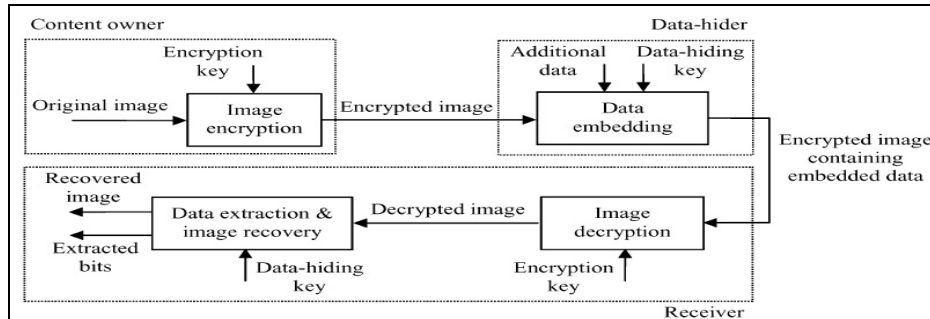 Content owner
Data-hider
Encryption
key
Additional
data
Data-hiding
key
Original image
Image
encryption
Encrypted image
Data
embedding
Encrypted image
containing
embedded data
Recovered
image
Data extraction &
image recovery
Decrypted image
Image
decryption
Extracted
bits
Data-hiding
key
Encryption
key
Receiver